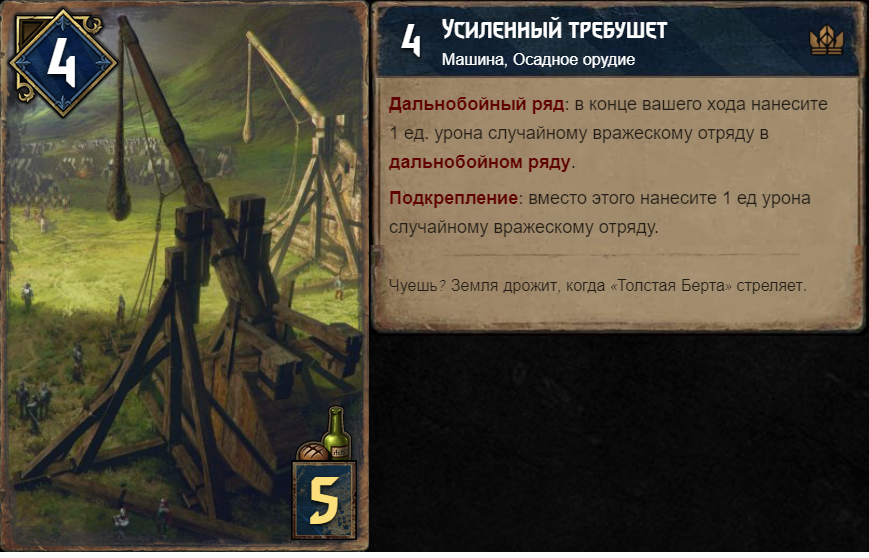 4
4 Усиленный требушет
Машина, Осадное орудие
Дальнобойный ряд: в конце вашего хода нанесите
1 ед. урона случайному вражескому отряду в
дальнобойном ряду.
Подкрепление: вместо этого нанесите 1 ед урона
случайному вражескому отряду.
Чуешь? Земля дрожит, когда «Толстая Берта» стреляет.
5